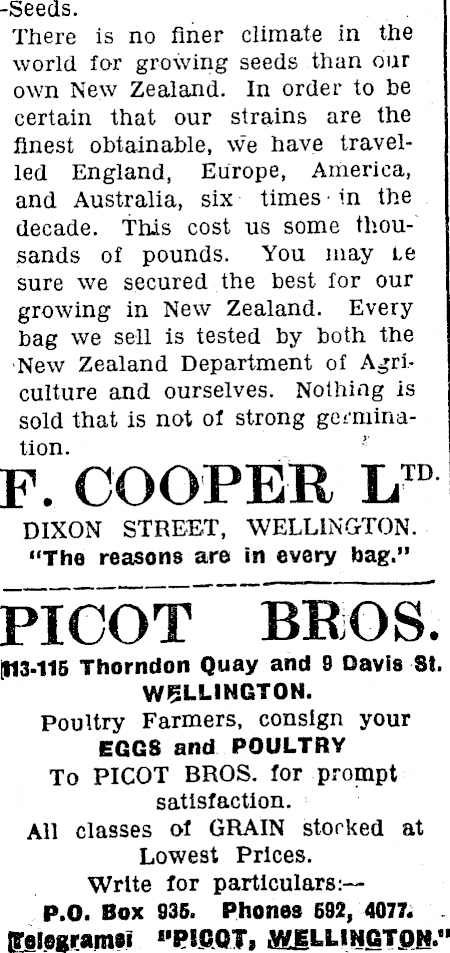 -Seeds.
There is no finer climate in the
world for growing seeds than our
own New Zealand. In order to be
certain that our strains are the
finest obtainable, we have travel-
led England, Europe, America,
and Australia, six times in the
decade. This cost us some thou-
sands of pounds. You may be
sure we secured the best for our
growing in New Zealand. Every
bag we sell is tested by both the
New Zealand Department of Agri-
culture and ourselves. Nothing is
sold that is not of strong germina-
tion.
F. COOPER LTD.
DIXON STREET, WELLINGTON.
"The reasons are in every bag."
PICOT BROS.
113-115 Thorndon Quay and 9 Davis St.
WELLINGTON.
Poultry Farmers, consign your
EGGS and POULTRY
To PICOT BROS. for prompt
satisfaction.
All classes of GRAIN stocked at
Lowest Prices.
Write for particulars:—
P.O. Box 935. Phones 592, 4077.
Telegrams: "PICOT, WELLINGTON."